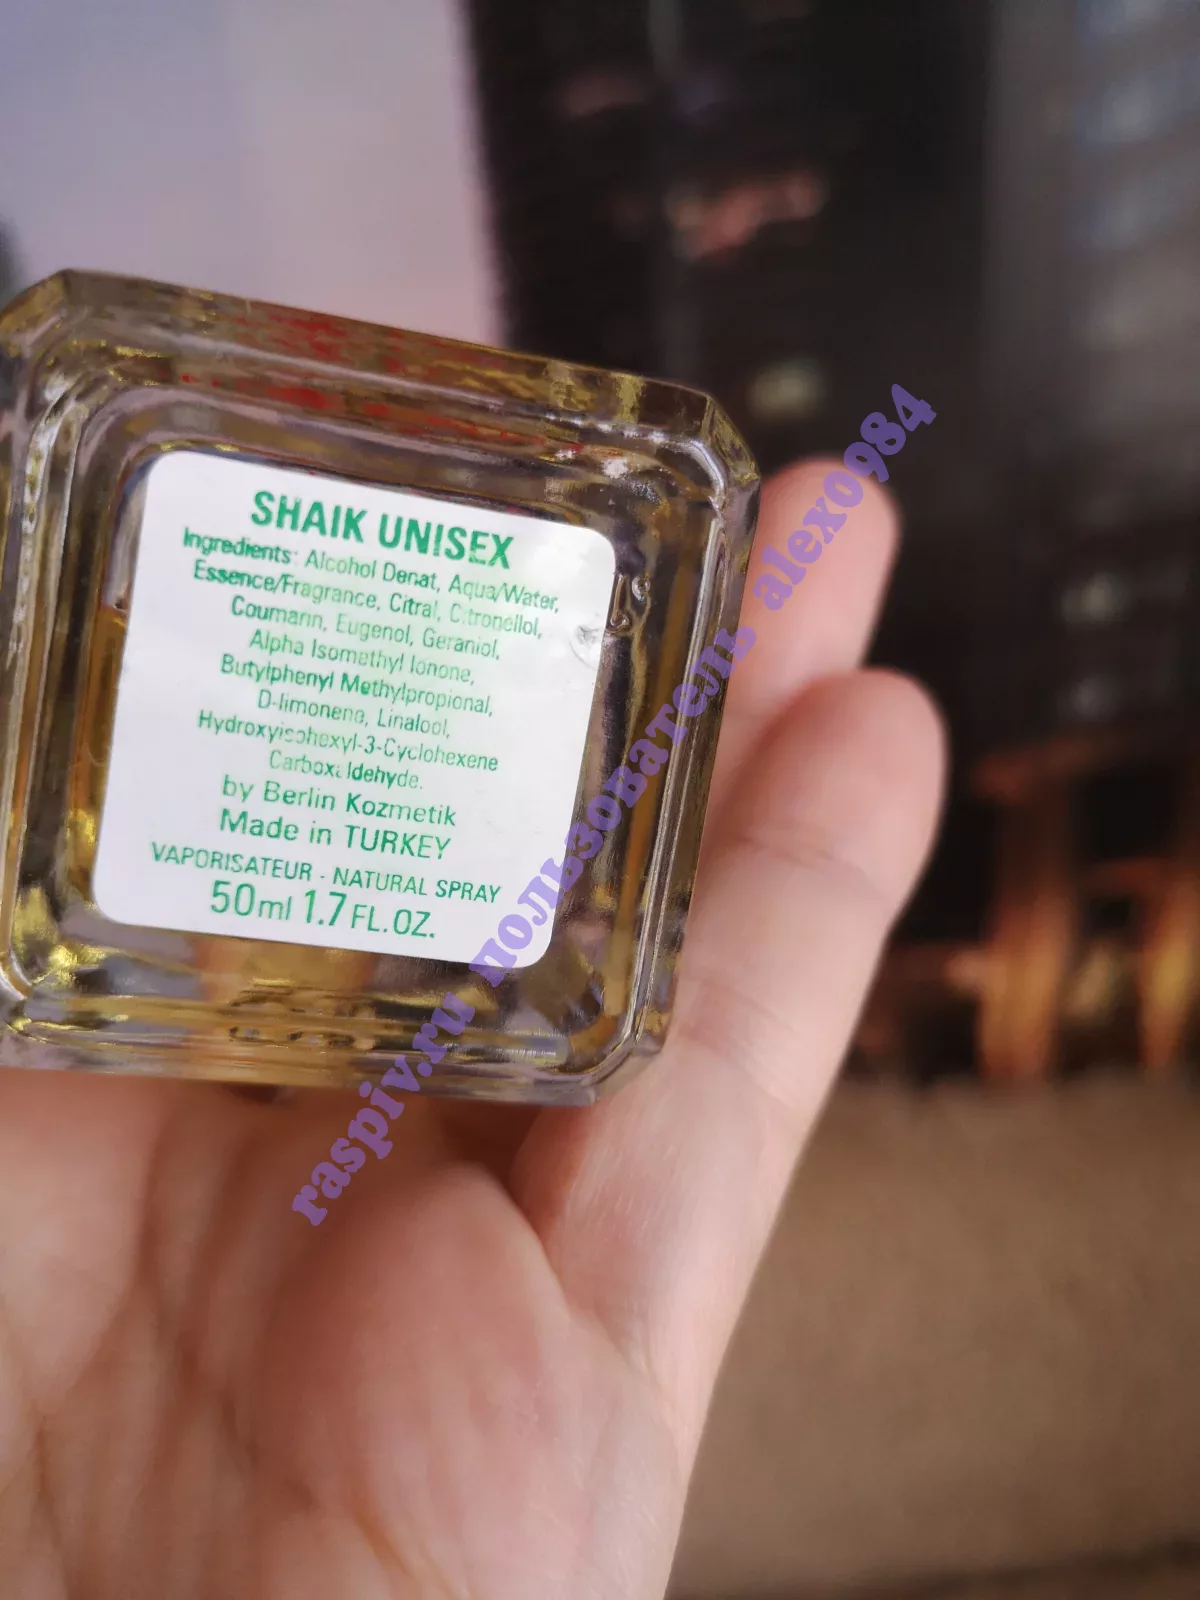 SHAIK UNISEX
Ingredients: Alcohol Denat, Aqua/Water,
Essence/Fragrance, Citral, Citronellol,
Coumarin, Eugenol, Geraniol,
Alpha Isomethyl Ionone,
Butylphenyl Methylpropional,
D-limonene, Linalool,
Hydroxyisohexyl-3-Cyclohexene
Carboxaldehyde.
by Berlin Kozmetik
Made in TURKEY
VAPORISATEUR - NATURAL SPRAY
50ml 1.7 FL.OZ.
raspiv.ru пользователь alex0984